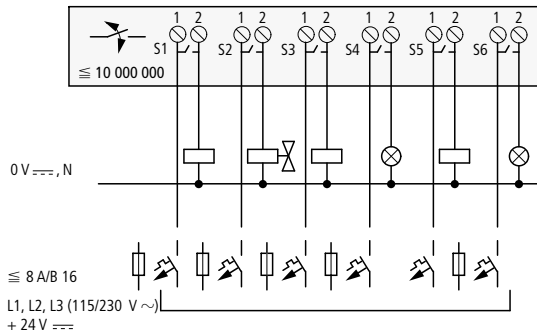 1 2 1 2 1 2 1 2 1 2 1 2
S1 S2 S3 S4 S5 S6
≦ 10 000 000
0 V ⎓, N
≦ 8 A/B 16
L1, L2, L3 (115/230 V ~)
+ 24 V ⎓